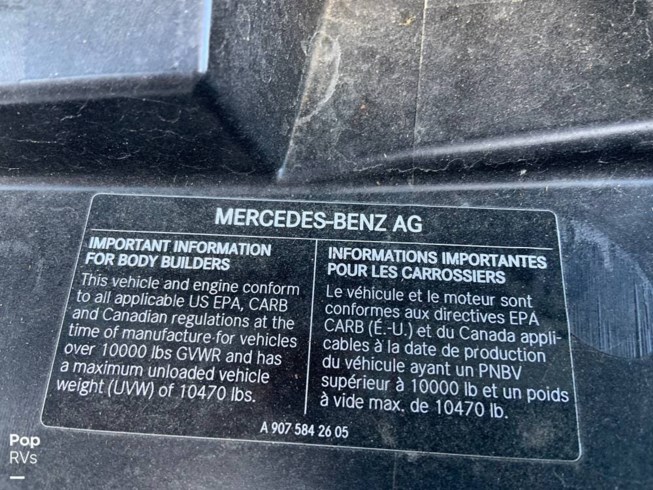 MERCEDES-BENZ AG
IMPORTANT INFORMATION
FOR BODY BUILDERS
This vehicle and engine conform
to all applicable US EPA, CARB
and Canadian regulations at the
time of manufacture for vehicles
over 10000 lbs GVWR and has
a maximum unloaded vehicle
weight (UVW) of 10470 lbs.
INFORMATIONS IMPORTANTES
POUR LES CARROSSIERS
Le véhicule et le moteur sont
conformes aux directives EPA
CARB (É.-U.) et du Canada appli-
cables à la date de production
du véhicule ayant un PNBV
supérieur à 10000 lb et un poids
à vide max. de 10470 lb.
A 907 584 26 05
Pop
RVs